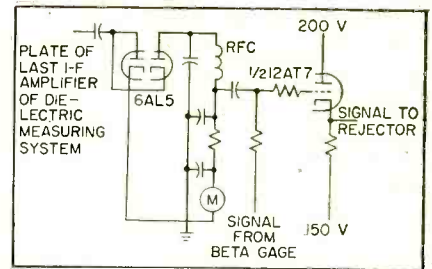 200 V
PLATE OF
LAST I-F
AMPLIFIER
OF DIE-
LECTRIC
MEASURING
SYSTEM
6AL5
RFC
1/2 12AT7
SIGNAL TO
REJECTOR
M
SIGNAL
FROM
BETA GAGE
150 V